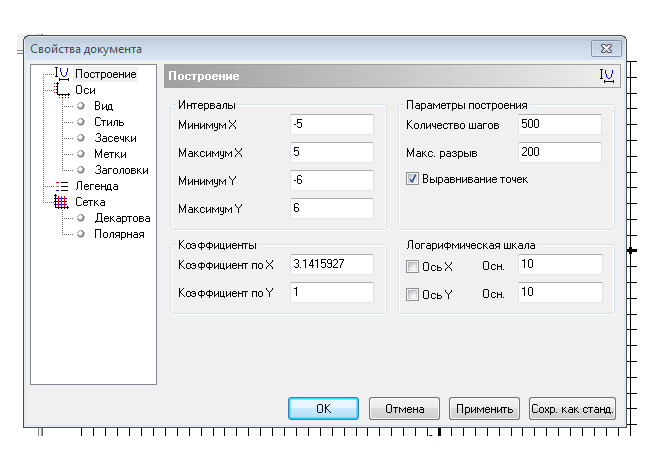 Свойства документа
Построение
Оси
Вид
Стиль
Засечки
Метки
Заголовки
Легенда
Сетка
Декартова
Полярная
Построение
Интервалы
Минимум X -5
Максимум X 5
Минимум Y -6
Максимум Y 6
Параметры построения
Количество шагов 500
Макс. разрыв 200
Выравнивание точек
Коэффициенты
Коэффициент по X 3.1415927
Коэффициент по Y 1
Логарифмическая шкала
Ось X Осн. 10
Ось Y Осн. 10
OK Отмена Применить Сохр. как станд.